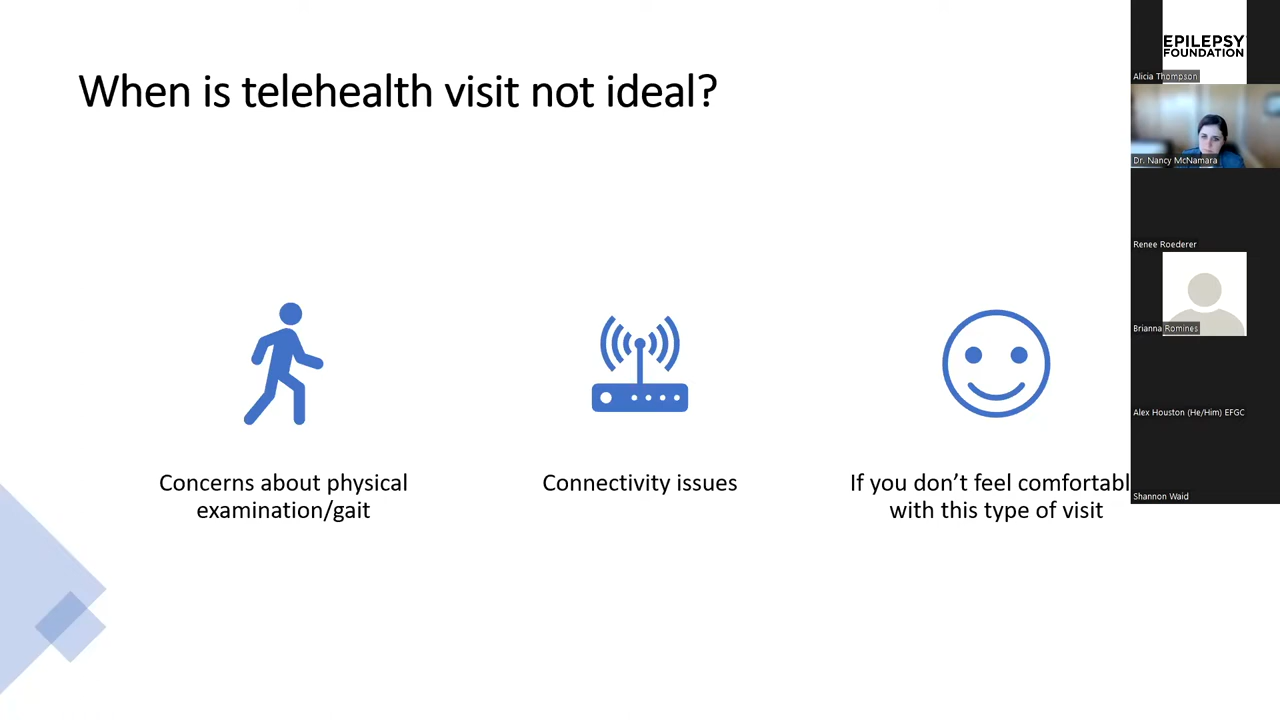 When is telehealth visit not ideal?
Concerns about physical
examination/gait
Connectivity issues
If you don’t feel comfortabl
with this type of visit
EPILEPSY
FOUNDATION
Alicia Thompson
Dr. Nancy McNamara
Renee Roederer
Brianna Romines
Alex Houston (He/Him) EFGC
Shannon Waid